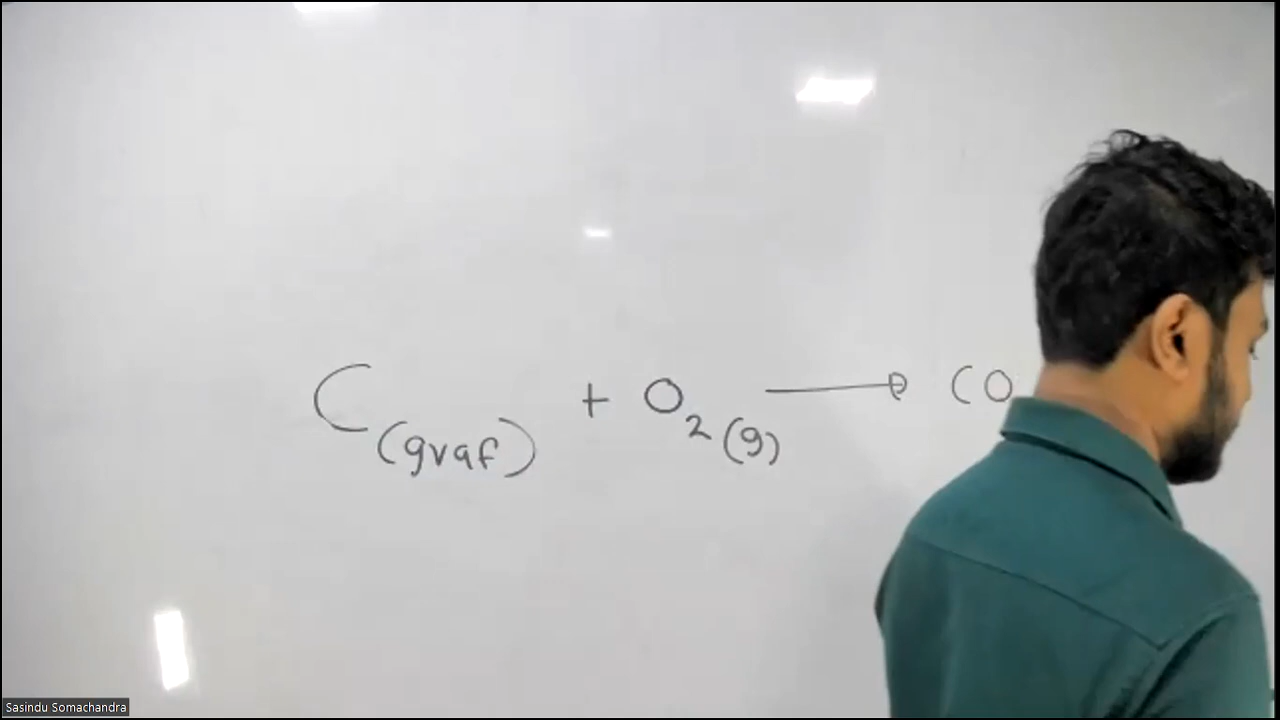 C(graf) + O2(g) → CO
Sasindu Somachandra